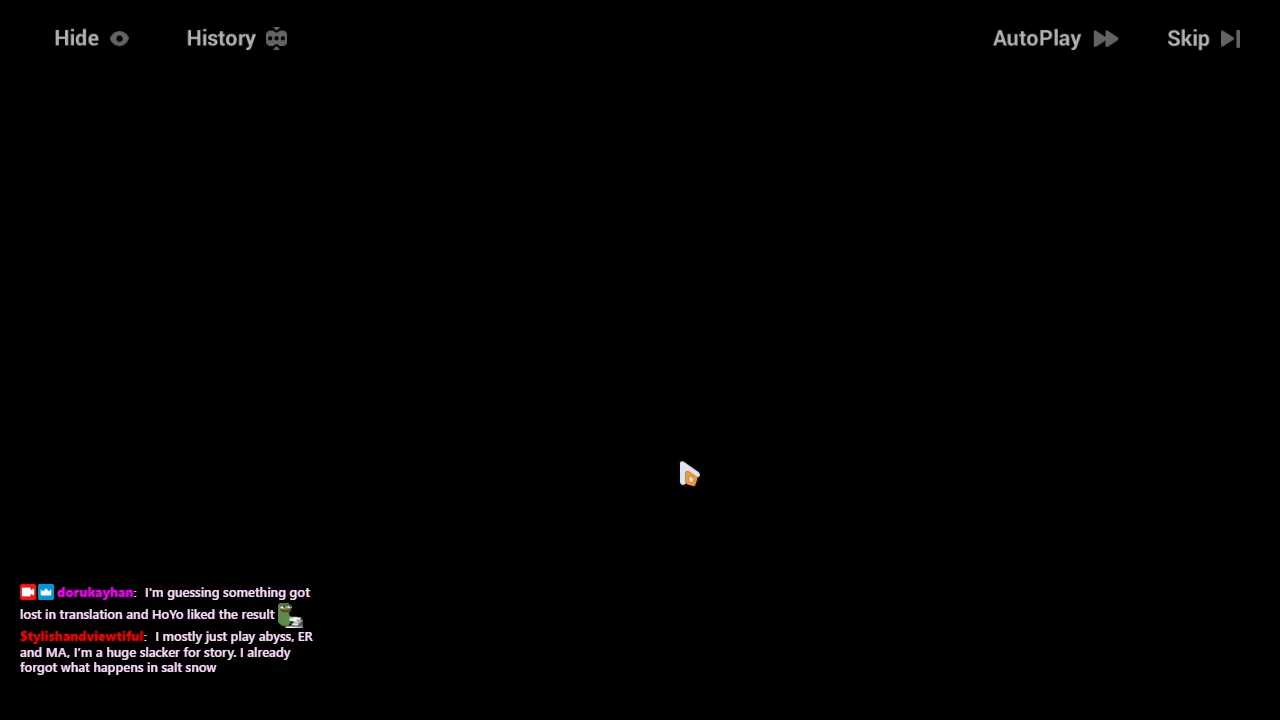 Hide
History
AutoPlay
Skip
dorukayhan: I'm guessing something got
lost in translation and HoYo liked the result
Stylishandviewtiful: I mostly just play abyss, ER
and MA, I'm a huge slacker for story. I already
forgot what happens in salt snow